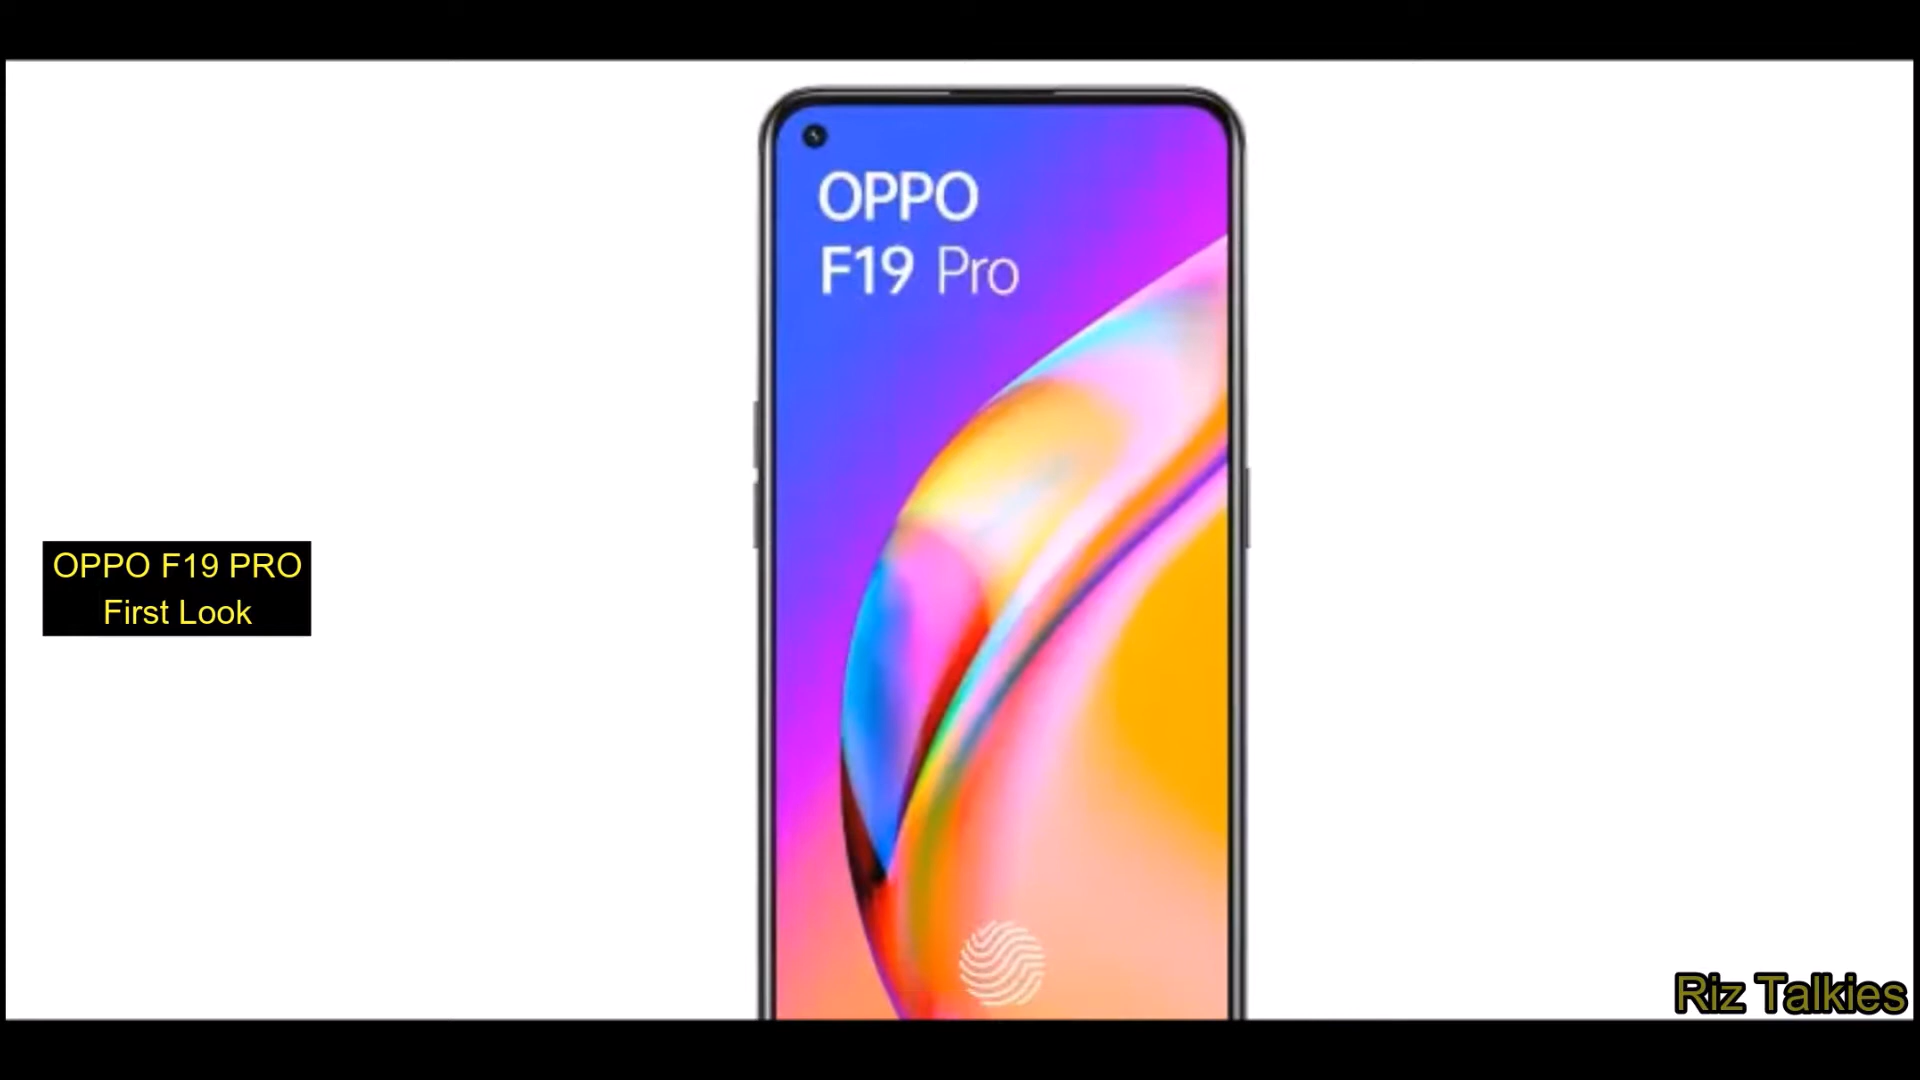 OPPO
F19 Pro
OPPO F19 PRO
First Look
Riz Talkies